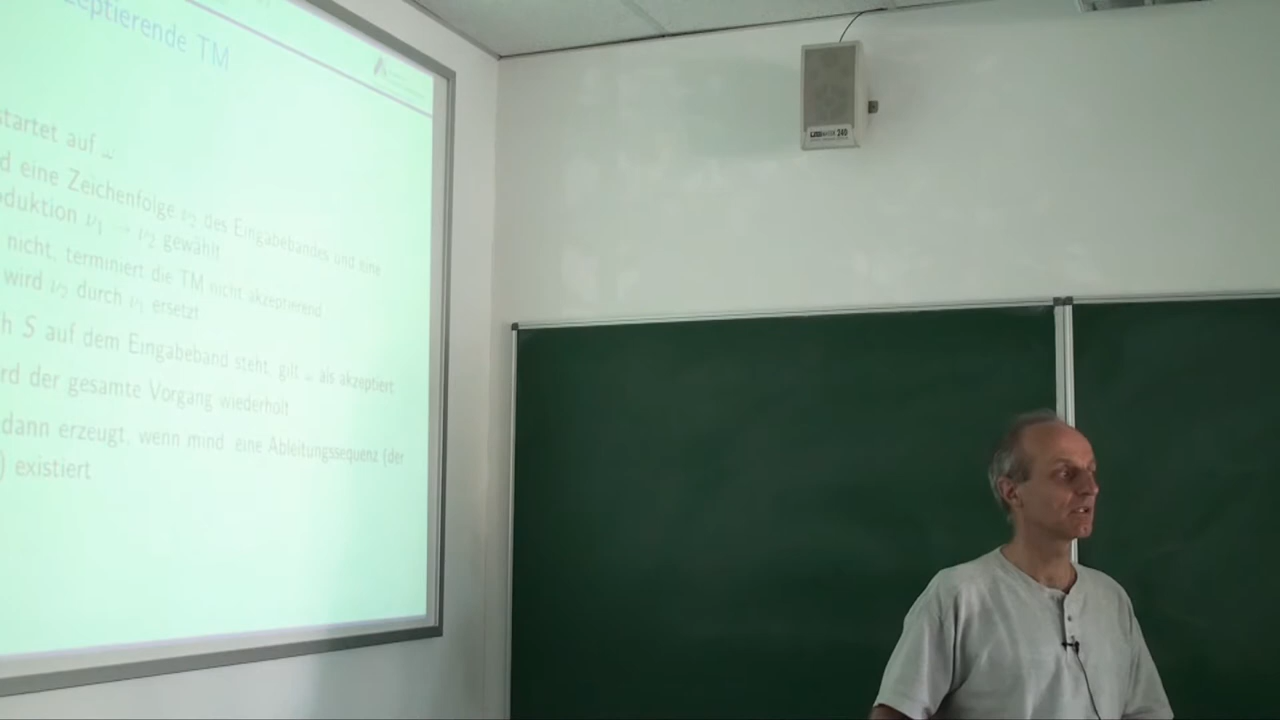 zeptierende TM
startet auf ω
d eine Zeichenfolge ν₂ des Eingabebandes und eine
oduktion ν₁ → ν₂ gewählt
nicht, terminiert die TM nicht akzeptierend
wird ν₂ durch ν₁ ersetzt
h S auf dem Eingabeband steht, gilt ω als akzeptiert
rd der gesamte Vorgang wiederholt
dann erzeugt, wenn mind. eine Ableitungssequenz (der
) existiert
240